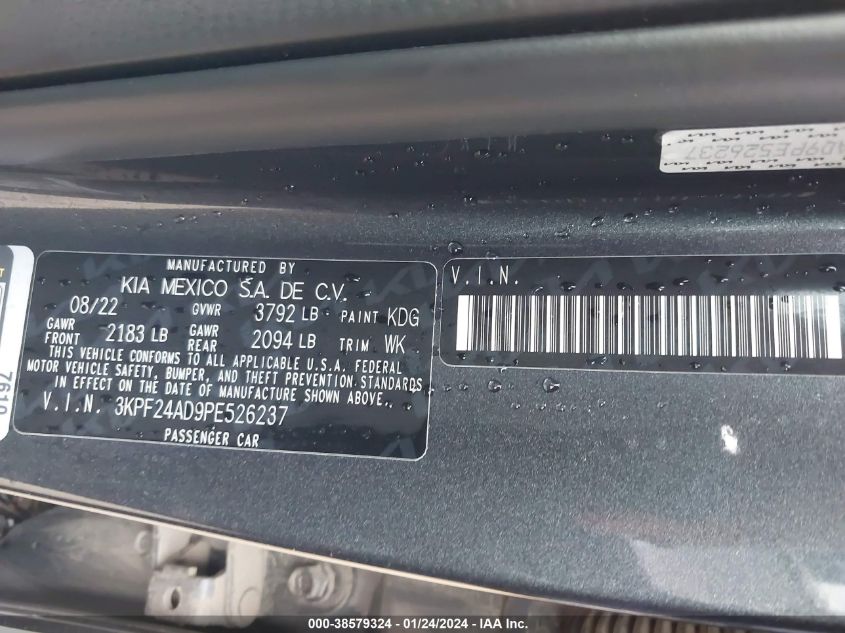 MANUFACTURED BY
KIA MEXICO S.A. DE C.V.
08/22 GVWR 3792 LB PAINT KDG
GAWR FRONT 2183 LB GAWR REAR 2094 LB TRIM WK
THIS VEHICLE CONFORMS TO ALL APPLICABLE U.S.A. FEDERAL
MOTOR VEHICLE SAFETY, BUMPER, AND THEFT PREVENTION STANDARDS
IN EFFECT ON THE DATE OF MANUFACTURE SHOWN ABOVE.
V.I.N. 3KPF24AD9PE526237
PASSENGER CAR
V.I.N.
AD9PE526237
7610
000-38579324 - 01/24/2024 - IAA Inc.